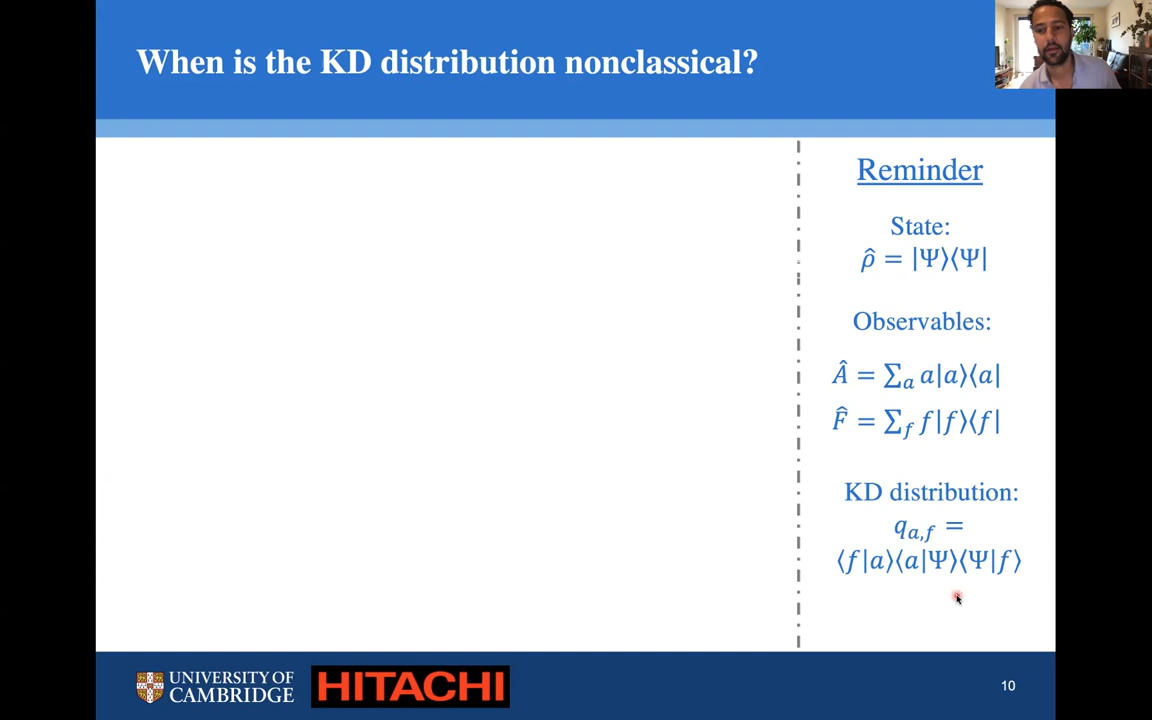 When is the KD distribution nonclassical?
Reminder
State:
ρ̂ = |Ψ⟩⟨Ψ|
Observables:
Â = ∑ₐ a|a⟩⟨a|
F̂ = ∑_f f|f⟩⟨f|
KD distribution:
q_{a,f} =
⟨f|a⟩⟨a|Ψ⟩⟨Ψ|f⟩
UNIVERSITY OF
CAMBRIDGE
HITACHI
10